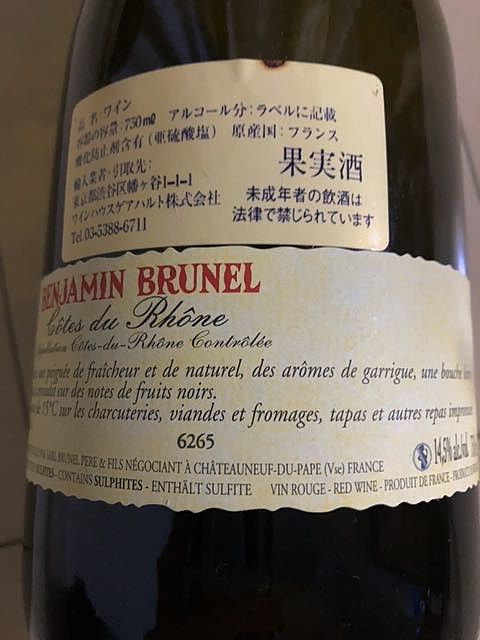 品名:ワイン アルコール分:ラベルに記載
容器の容量:750mℓ
酸化防止剤含有(亜硫酸塩) 原産国:フランス
輸入業者・引取先:
東京都渋谷区幡ヶ谷1-1-1
ワインハウスゲアハルト株式会社
Tel 03-5388-6711
果実酒
未成年者の飲酒は
法律で禁じられています
BENJAMIN BRUNEL
Côtes du Rhône
Côtes-du-Rhône Contrôlée
une poignée de fraîcheur et de naturel, des arômes de garrigue, une bouche
sur des notes de fruits noirs.
de 15°C sur les charcuteries, viandes et fromages, tapas et autres repas
6265
PAR SARL BRUNEL PERE & FILS NÉGOCIANT À CHÂTEAUNEUF-DU-PAPE (Vse) FRANCE
14,5% alc./vol.
SULFITES - CONTAINS SULPHITES - ENTHÄLT SULFITE VIN ROUGE - RED WINE - PRODUIT DE FRANCE -